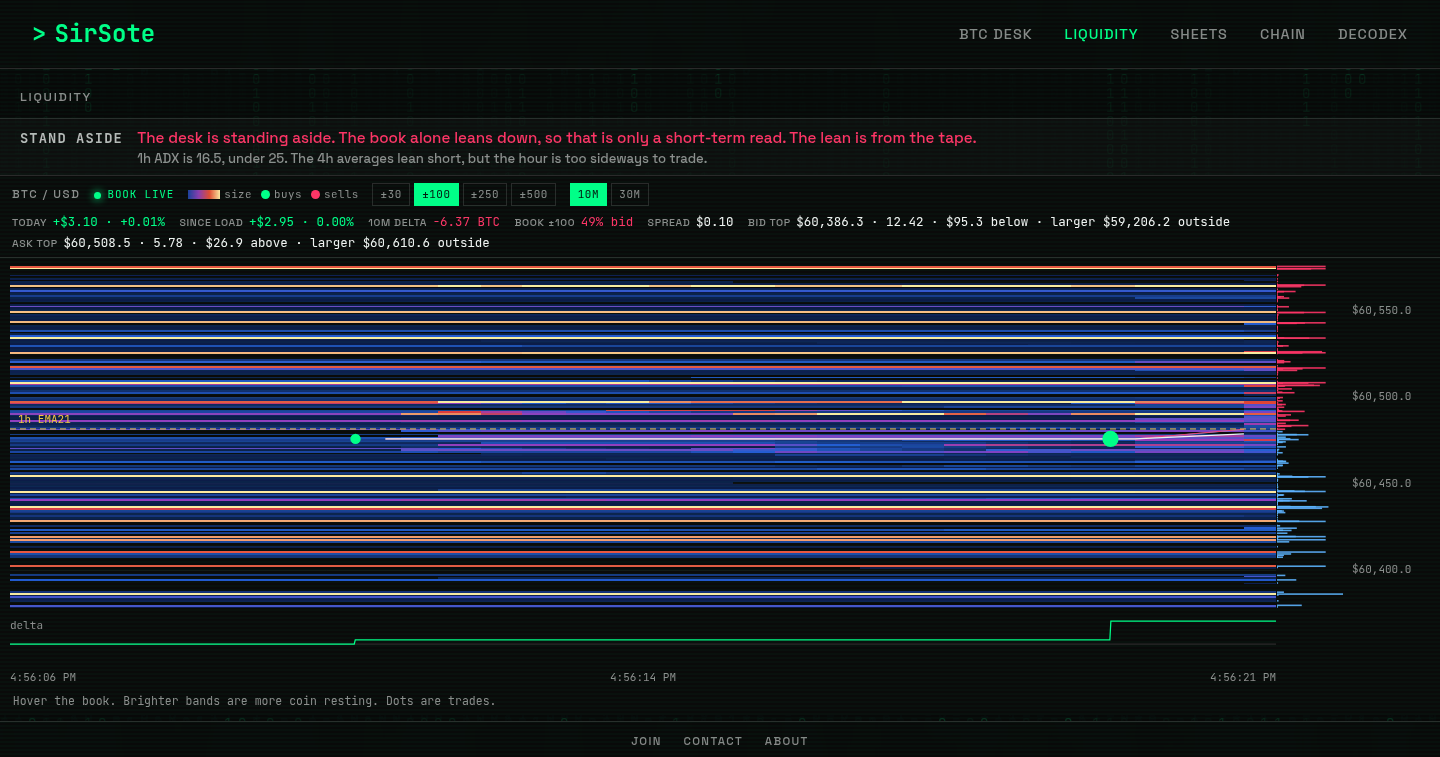 > SirSote
BTC DESK LIQUIDITY SHEETS CHAIN DECODEX
LIQUIDITY
STAND ASIDE The desk is standing aside. The book alone leans down, so that is only a short-term read. The lean is from the tape.
1h ADX is 16.5, under 25. The 4h averages lean short, but the hour is too sideways to trade.
BTC / USD BOOK LIVE size buys sells ±30 ±100 ±250 ±500 10M 30M
TODAY +$3.10 · +0.01% SINCE LOAD +$2.95 · 0.00% 10M DELTA -6.37 BTC BOOK ±100 49% bid SPREAD $0.10 BID TOP $60,386.3 · 12.42 · $95.3 below · larger $59,206.2 outside
ASK TOP $60,508.5 · 5.78 · $26.9 above · larger $60,610.6 outside
$60,550.0
$60,500.0
1h EMA21
$60,450.0
$60,400.0
delta
4:56:06 PM 4:56:14 PM 4:56:21 PM
Hover the book. Brighter bands are more coin resting. Dots are trades.
JOIN CONTACT ABOUT